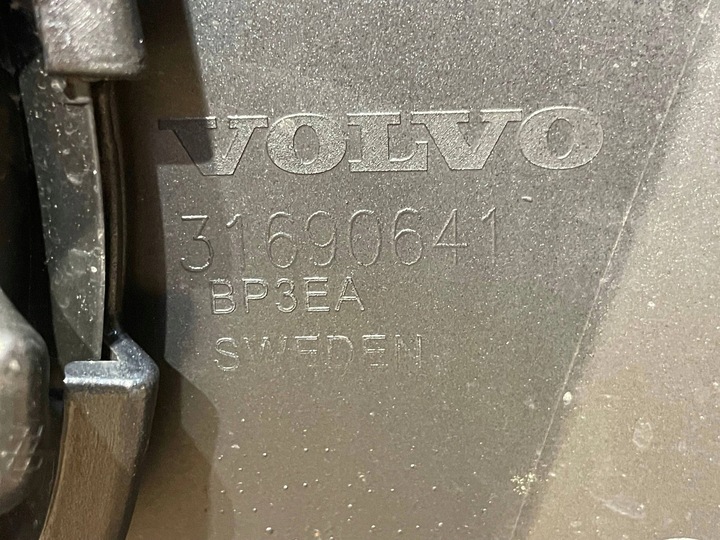 VOLVO
31690641
BP3EA
SWEDEN